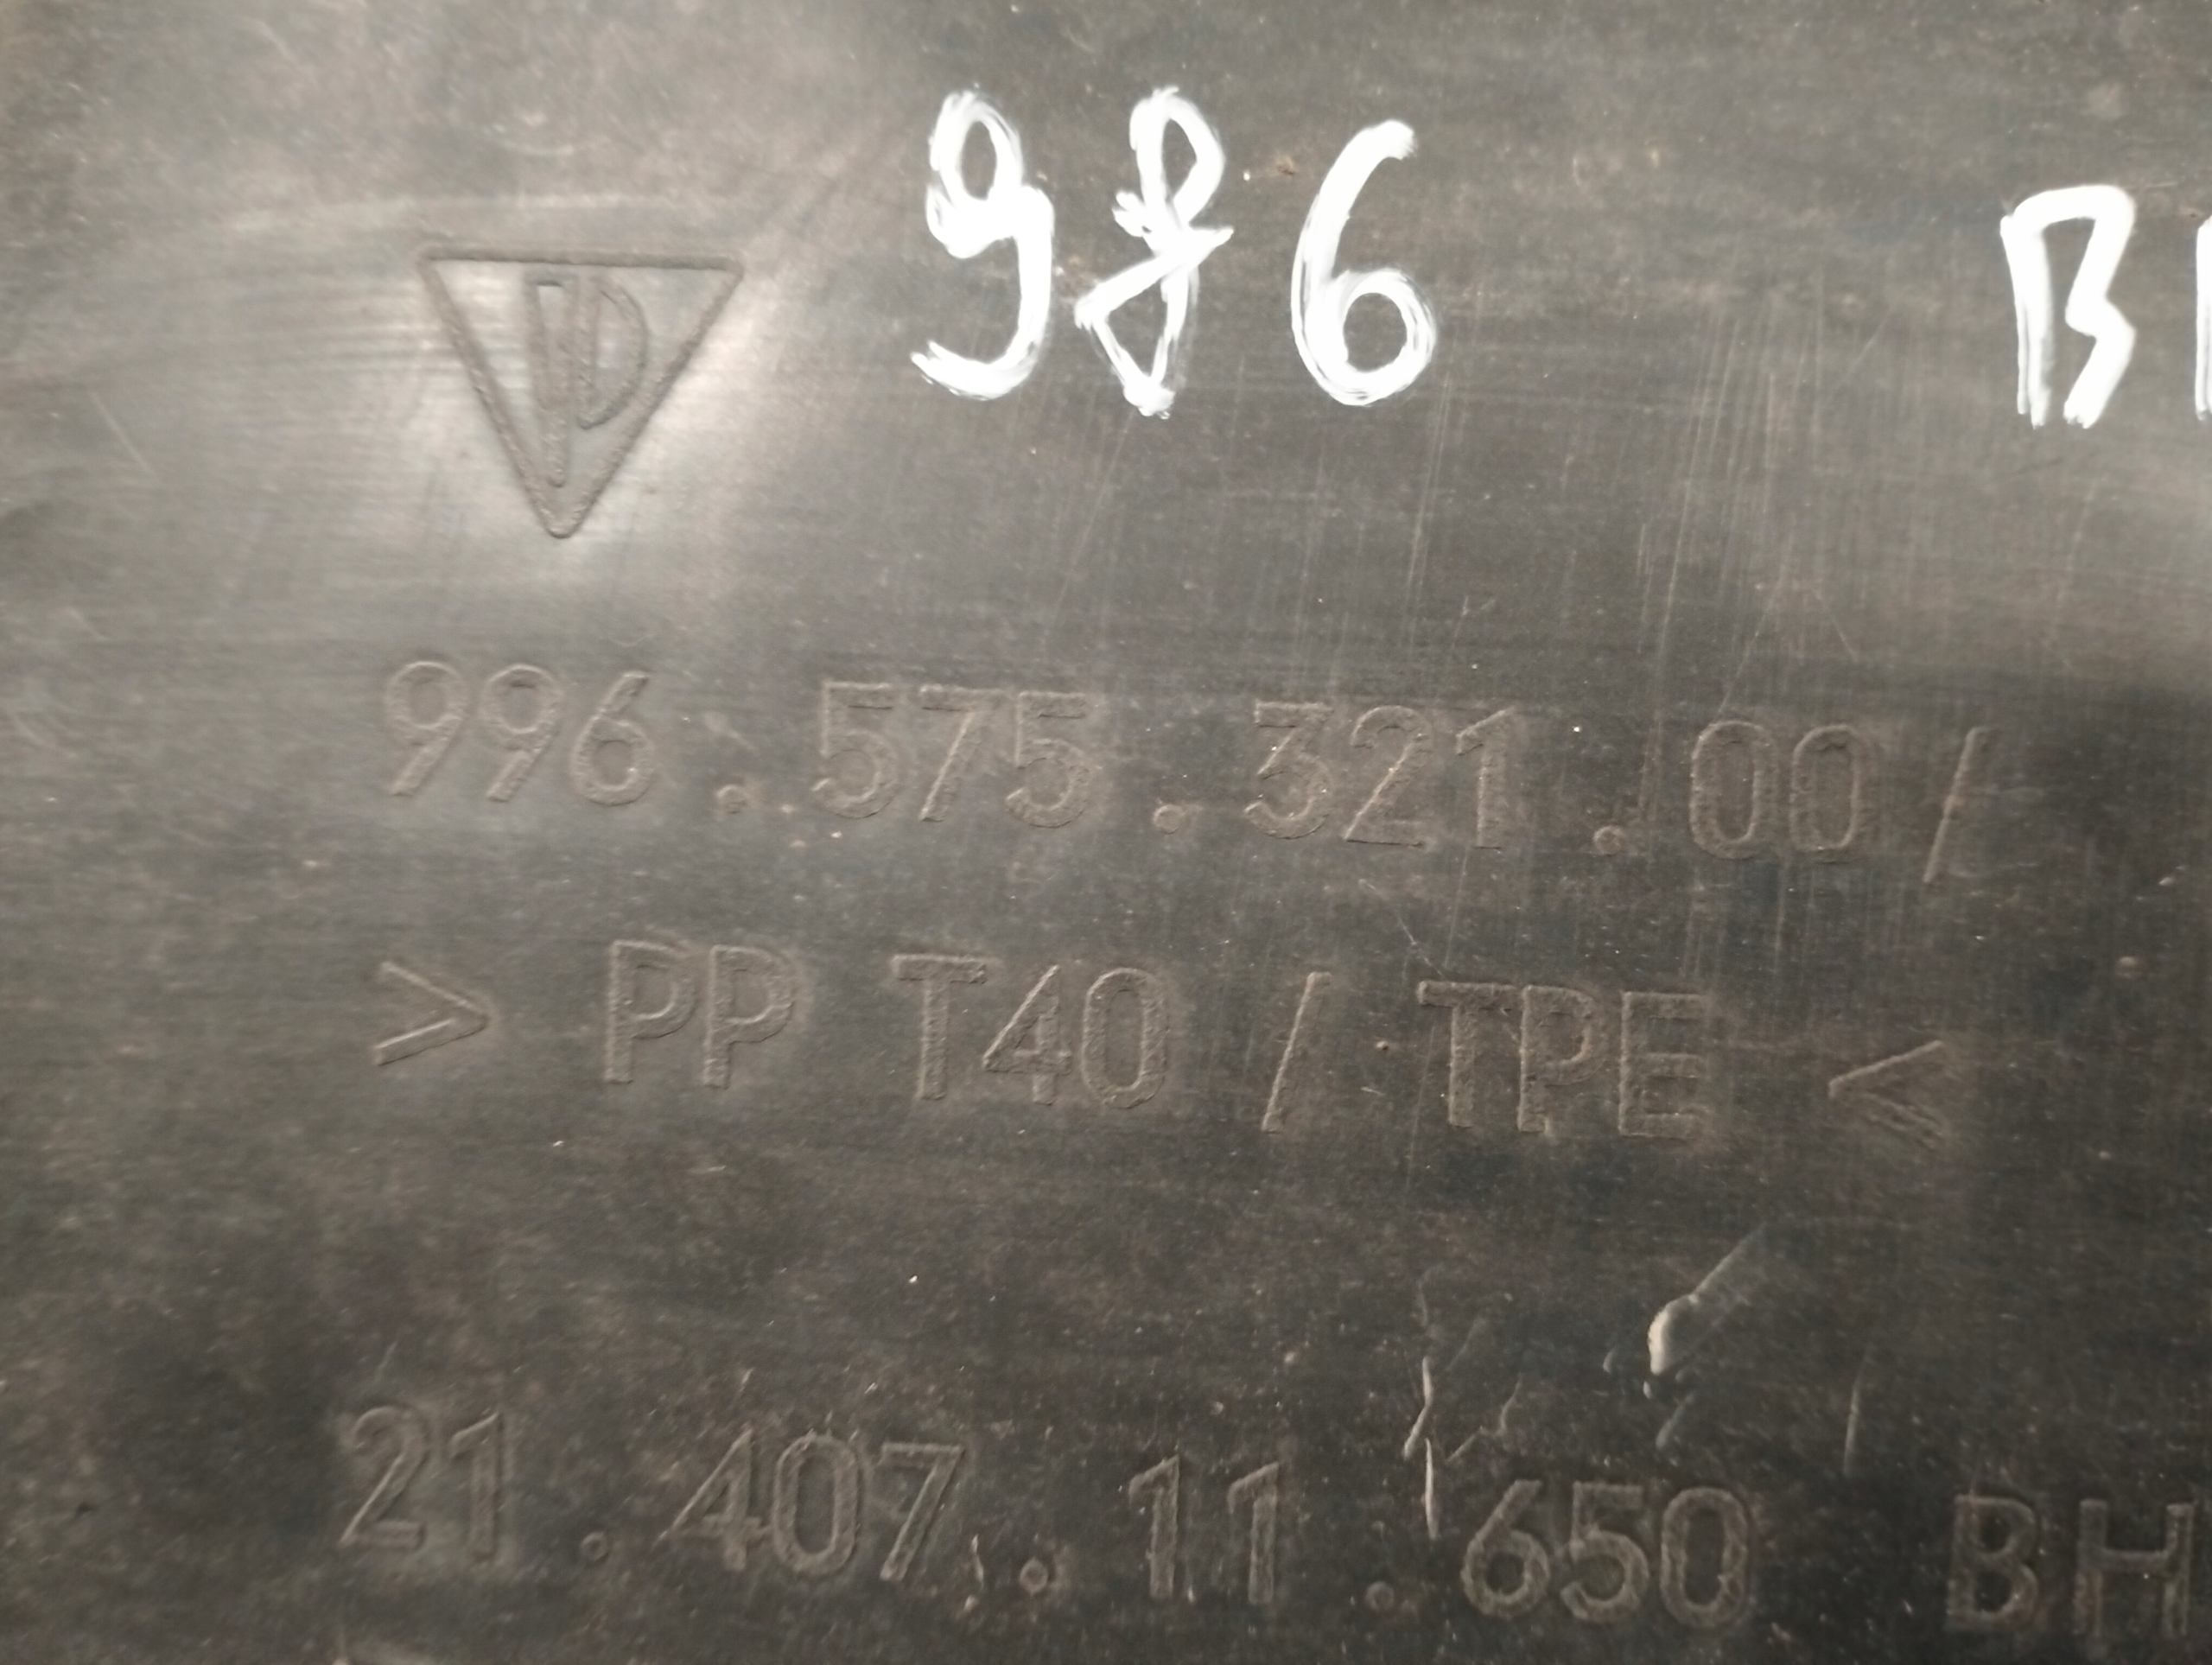 986
996.575.321.00/
> PP T40 / TPE <
21.407.11.650 BH